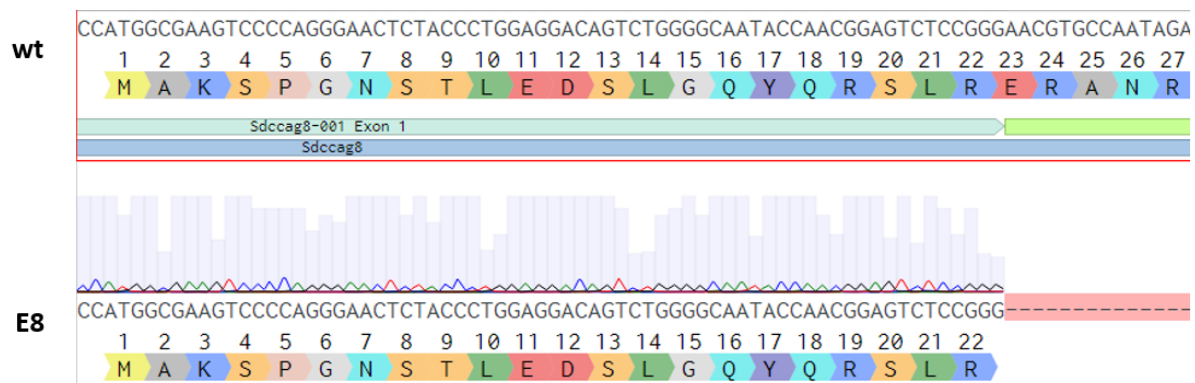 CCATGGCGAAGTCCCCAGGGAACTCTACCCTGGAGGACAGTCTGGGGCAATACCAACGGAGTCTCCGGGAACGTGCCAATAGA
wt
1 2 3 4 5 6 7 8 9 10 11 12 13 14 15 16 17 18 19 20 21 22 23 24 25 26 27
M A K S P G N S T L E D S L G Q Y Q R S L R E R A N R
Sdccag8-001 Exon 1
Sdccag8
CCATGGCGAAGTCCCCAGGGAACTCTACCCTGGAGGACAGTCTGGGGCAATACCAACGGAGTCTCCGGG--------------
E8
1 2 3 4 5 6 7 8 9 10 11 12 13 14 15 16 17 18 19 20 21 22
M A K S P G N S T L E D S L G Q Y Q R S L R